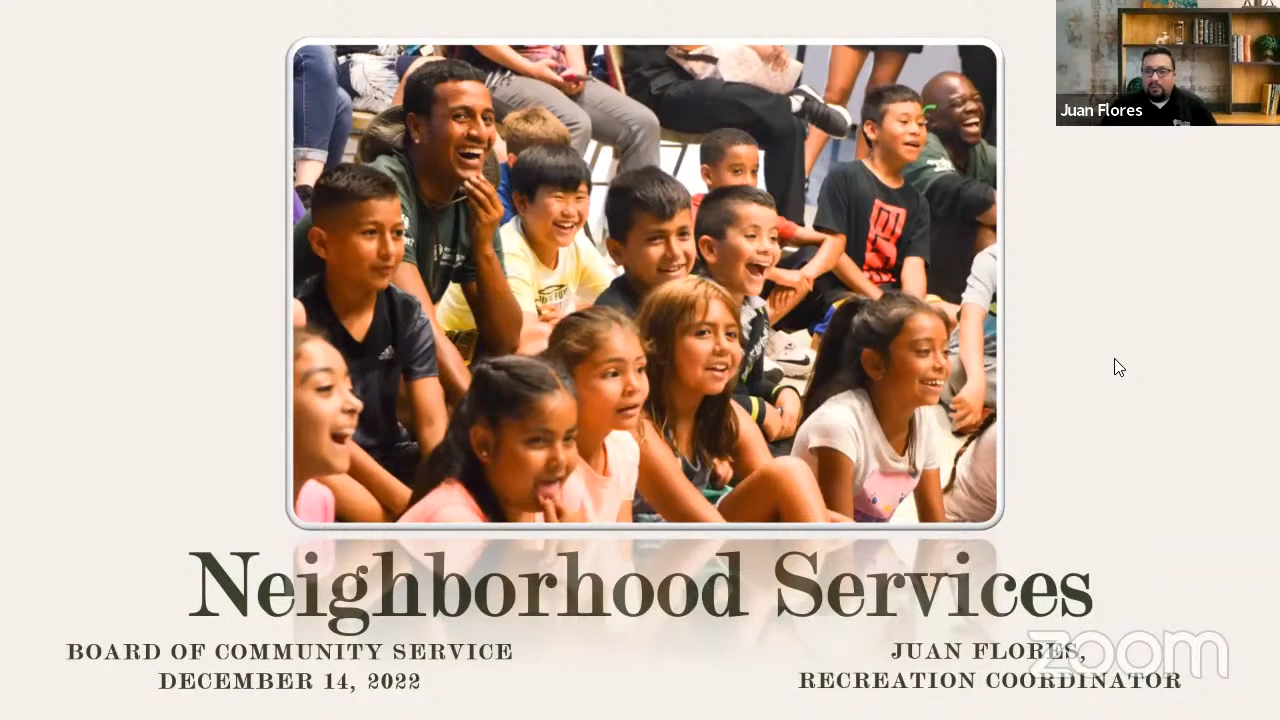 Juan Flores
Neighborhood Services
BOARD OF COMMUNITY SERVICE
DECEMBER 14, 2022
JUAN FLORES,
RECREATION COORDINATOR
zoom